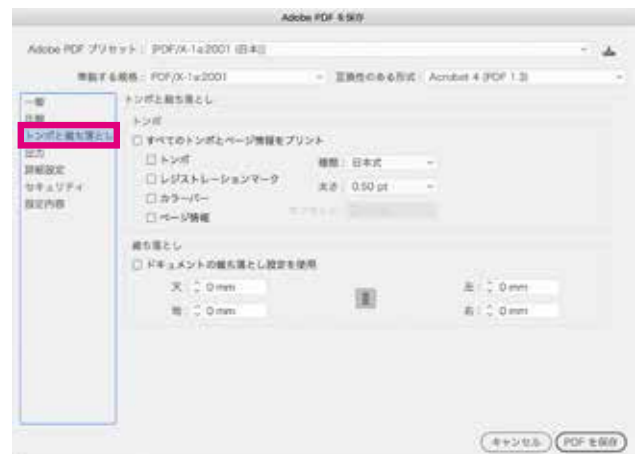 Adobe PDF を保存
Adobe PDF プリセット： [PDF/X-1a:2001 (日本)]
準拠する規格： PDF/X-1a:2001 互換性のある形式： Acrobat 4 (PDF 1.3)
一般
圧縮
トンボと裁ち落とし
出力
詳細設定
セキュリティ
設定内容
トンボと裁ち落とし
トンボ
すべてのトンボとページ情報をプリント
トンボ 種類： 日本式
レジストレーションマーク 太さ： 0.50 pt
カラーバー
ページ情報
裁ち落とし
ドキュメントの裁ち落とし設定を使用
天： 0 mm 左： 0 mm
地： 0 mm 右： 0 mm
キャンセル PDF を保存